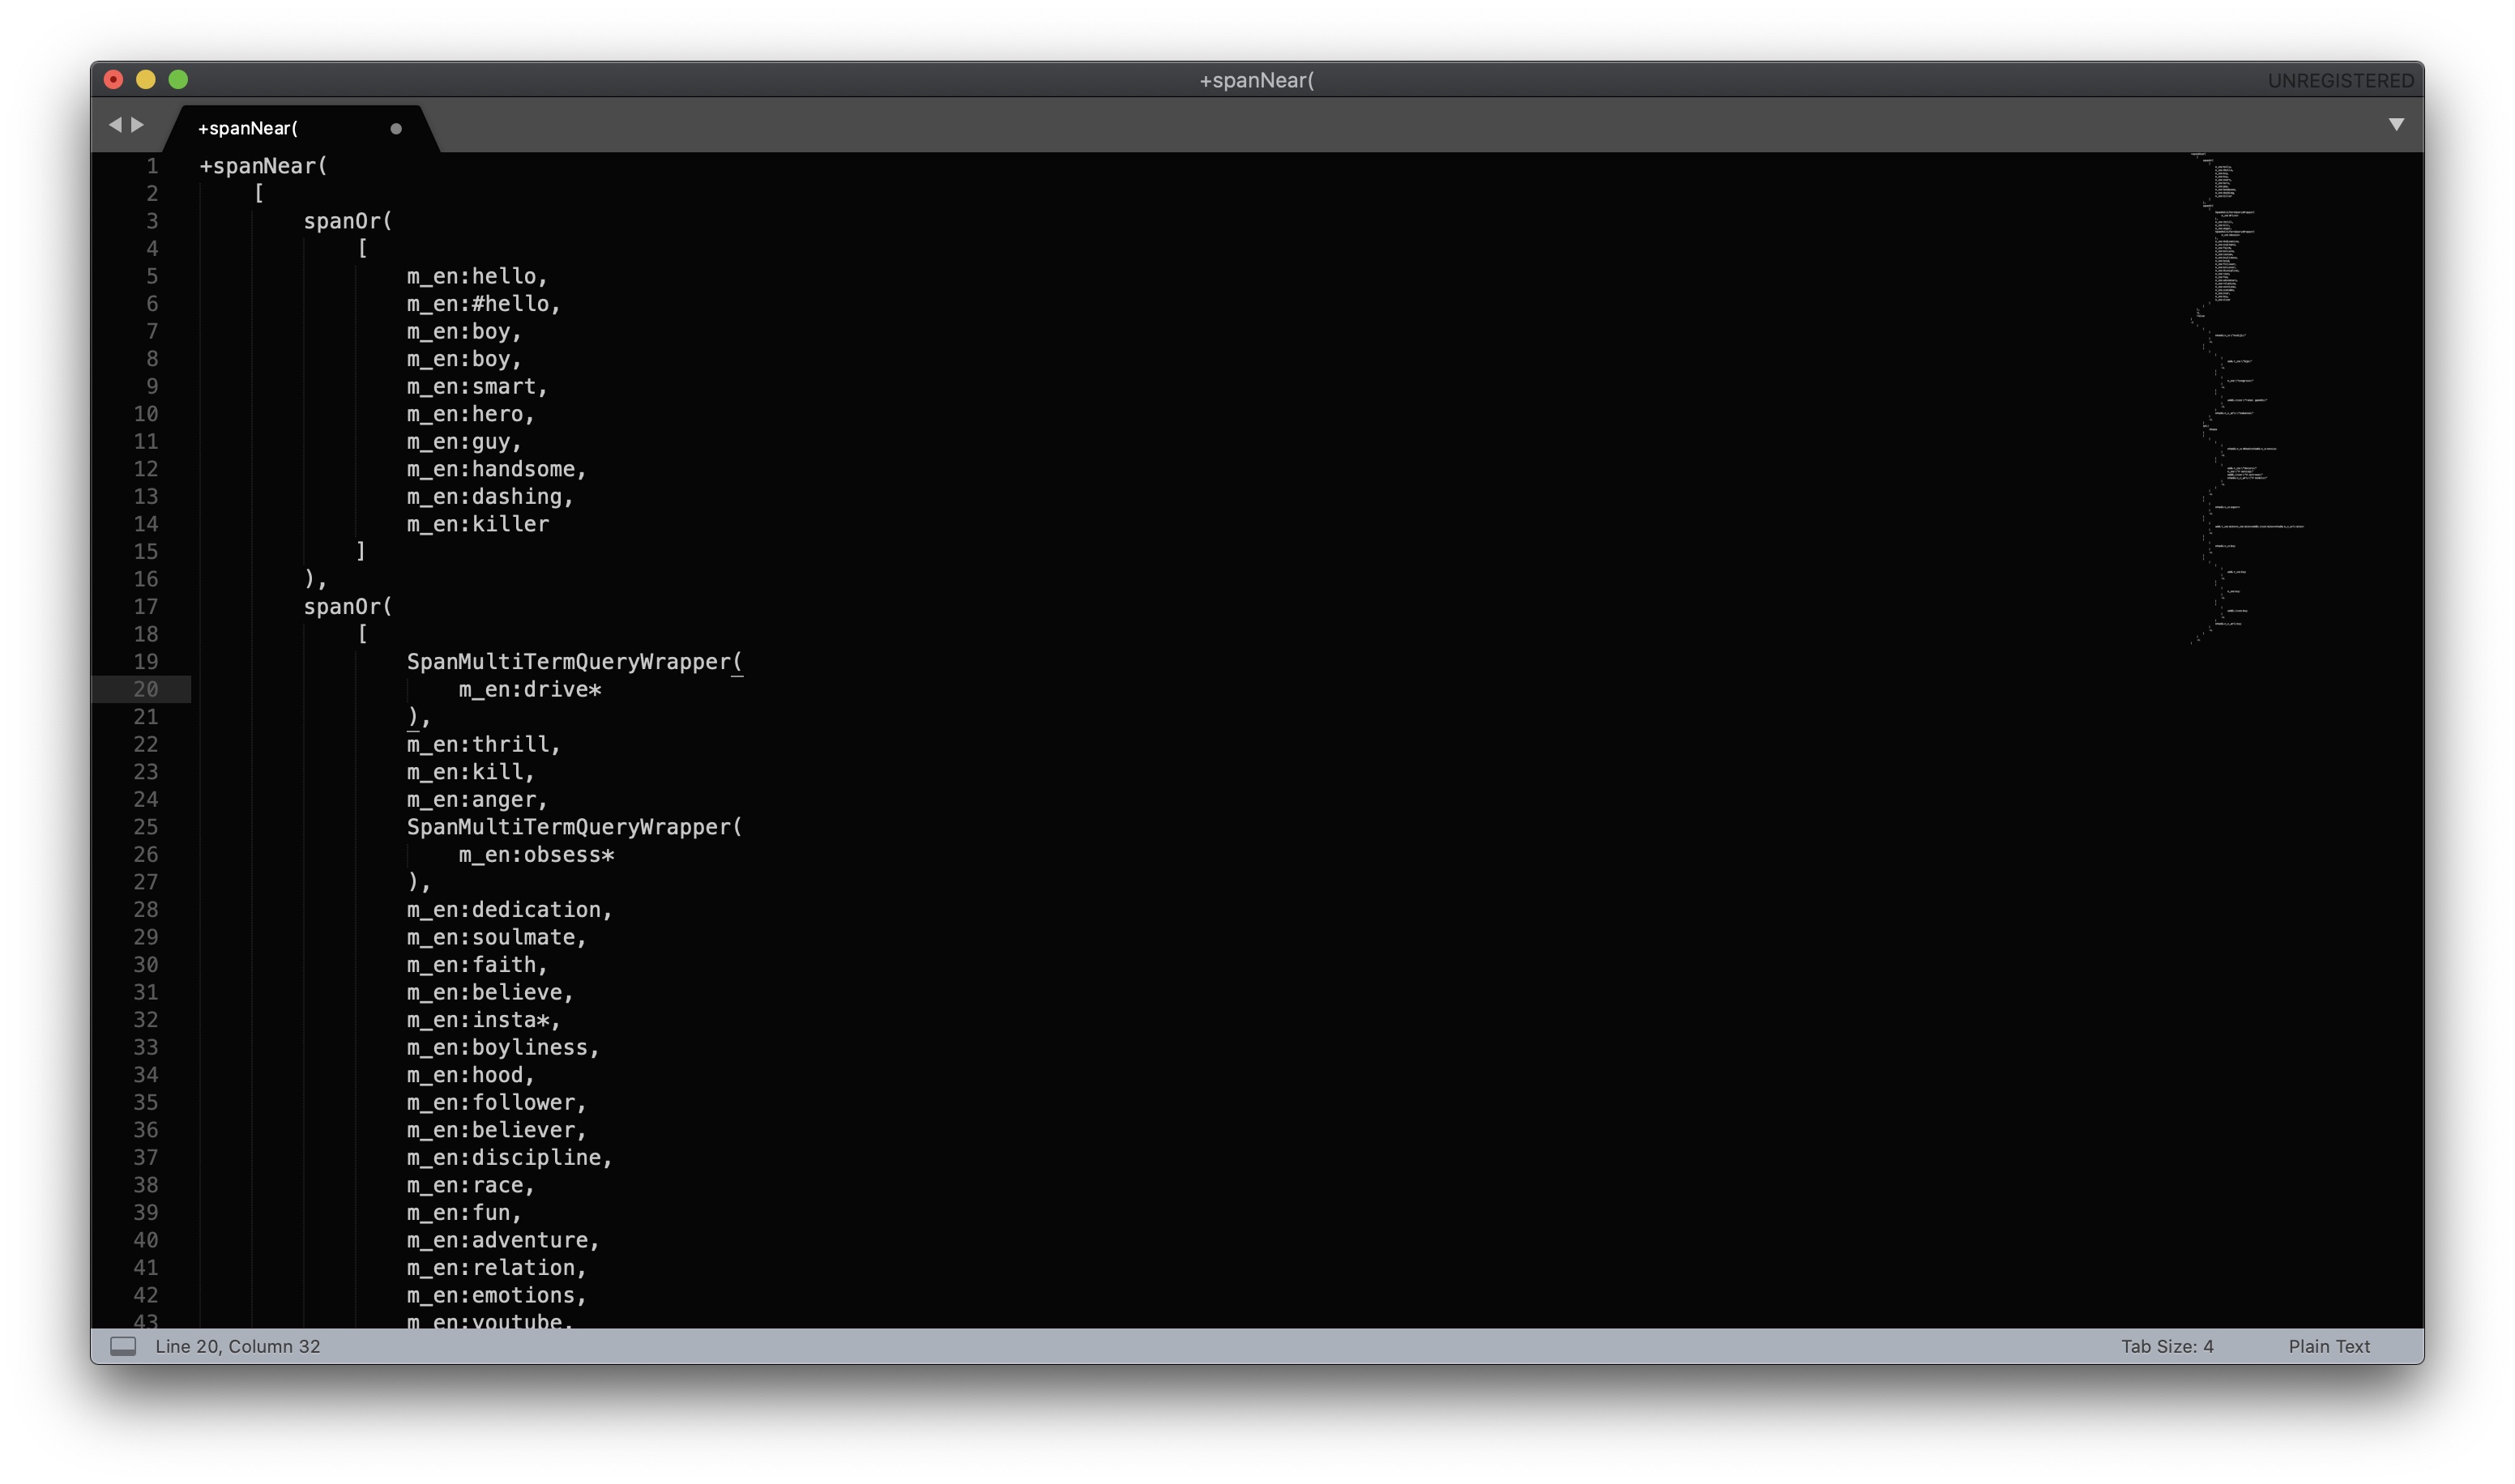 +spanNear(
UNREGISTERED
+spanNear(
1 +spanNear(
2 [
3 spanOr(
4 [
5 m_en:hello,
6 m_en:#hello,
7 m_en:boy,
8 m_en:boy,
9 m_en:smart,
10 m_en:hero,
11 m_en:guy,
12 m_en:handsome,
13 m_en:dashing,
14 m_en:killer
15 ]
16 ),
17 spanOr(
18 [
19 SpanMultiTermQueryWrapper(
20 m_en:drive*
21 ),
22 m_en:thrill,
23 m_en:kill,
24 m_en:anger,
25 SpanMultiTermQueryWrapper(
26 m_en:obsess*
27 ),
28 m_en:dedication,
29 m_en:soulmate,
30 m_en:faith,
31 m_en:believe,
32 m_en:insta*,
33 m_en:boyliness,
34 m_en:hood,
35 m_en:follower,
36 m_en:believer,
37 m_en:discipline,
38 m_en:race,
39 m_en:fun,
40 m_en:adventure,
41 m_en:relation,
42 m_en:emotions,
43 m_en:youtube,
Line 20, Column 32
Tab Size: 4
Plain Text